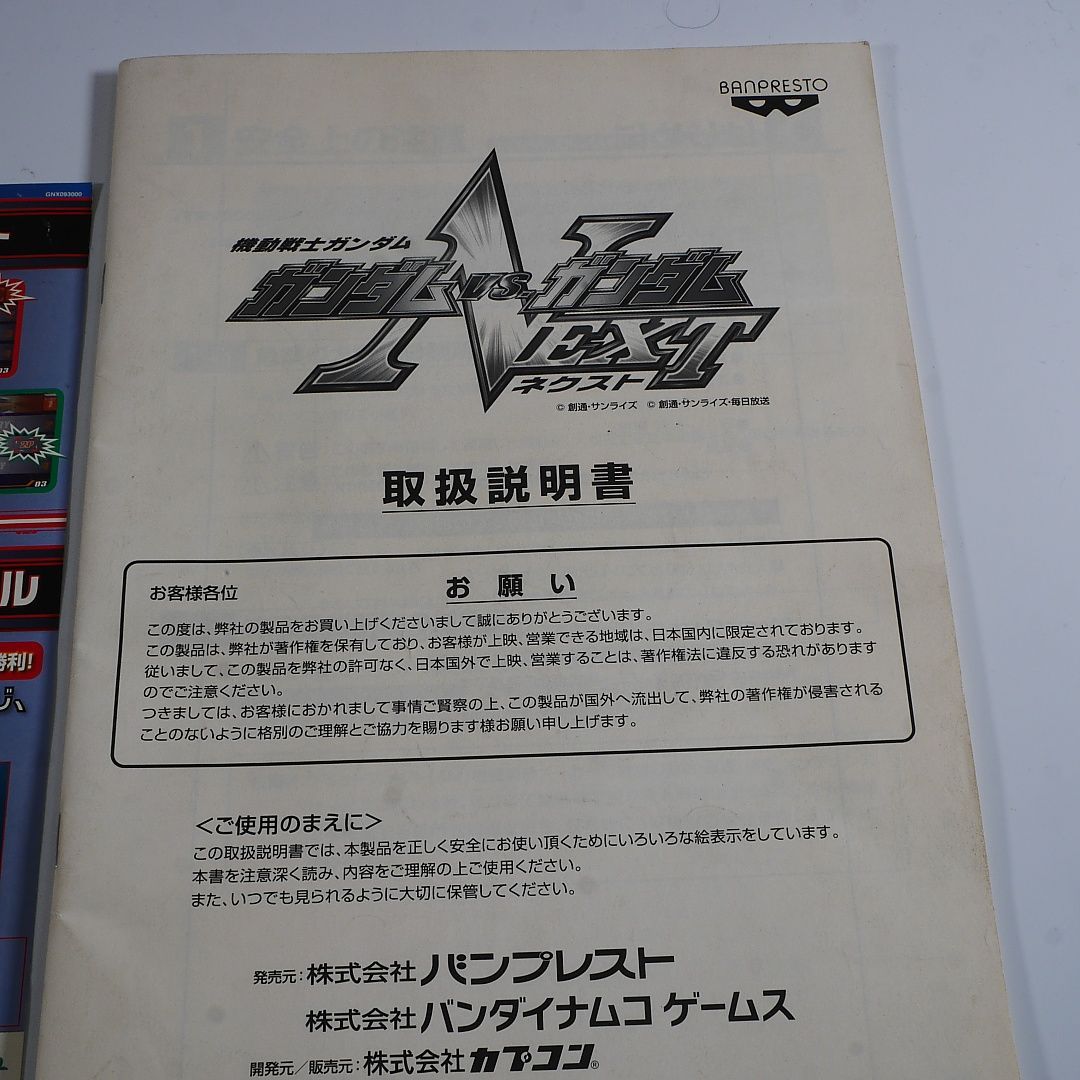 BANPRESTO
GNX093000
機動戦士ガンダム
ガンダムVS.ガンダム
NEXT
ネクスト
© 創通・サンライズ © 創通・サンライズ・毎日放送
取扱説明書
お客様各位
お願い
この度は、弊社の製品をお買い上げくださいまして誠にありがとうございます。
この製品は、弊社が著作権を保有しており、お客様が上映、営業できる地域は、日本国内に限定されております。
従いまして、この製品を弊社の許可なく、日本国外で上映、営業することは、著作権法に違反する恐れがあります
のでご注意ください。
つきましては、お客様におかれまして事情ご賢察の上、この製品が国外へ流出して、弊社の著作権が侵害される
ことのないように格別のご理解とご協力を賜ります様お願い申し上げます。
<ご使用のまえに>
この取扱説明書では、本製品を正しく安全にお使い頂くためにいろいろな絵表示をしています。
本書を注意深く読み、内容をご理解の上ご使用ください。
また、いつでも見られるように大切に保管してください。
発売元:株式会社バンプレスト
株式会社バンダイナムコ ゲームス
開発元/販売元:株式会社カプコン®
ル
勝利!
03